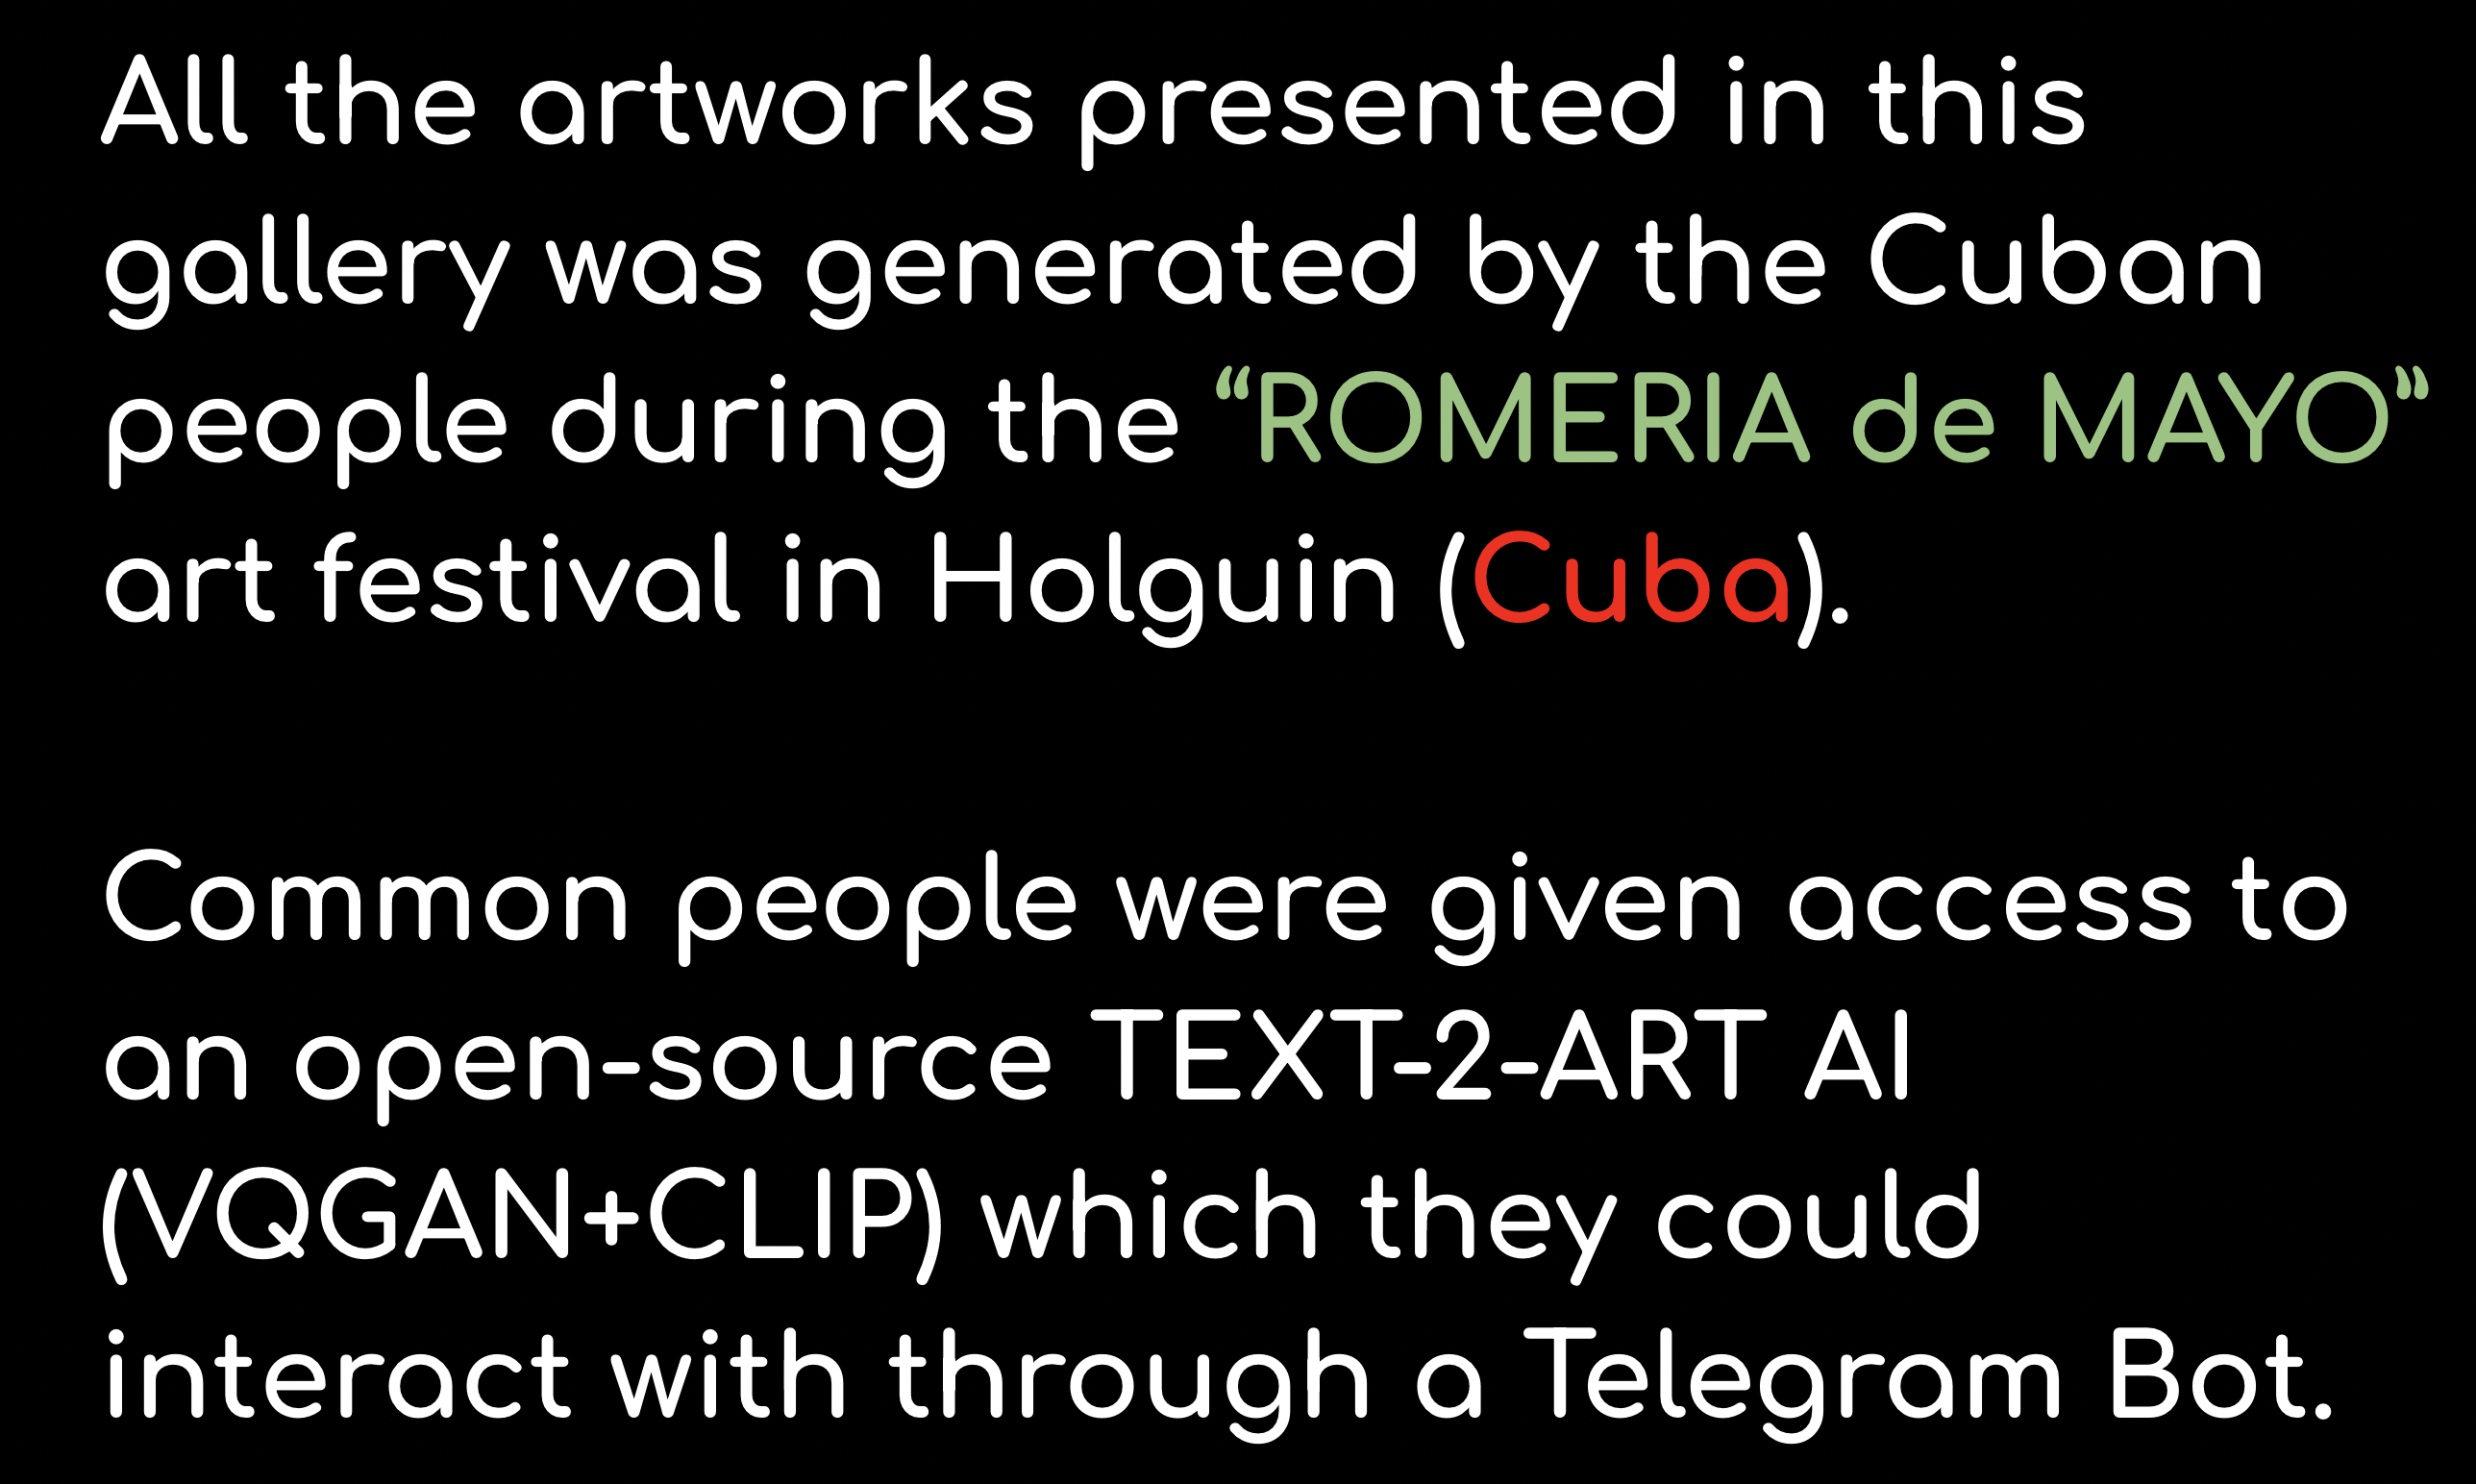 All the artworks presented in this
gallery was generated by the Cuban
people during the “ROMERIA de MAYO”
art festival in Holguin (Cuba).
Common people were given access to
an open-source TEXT-2-ART AI
(VQGAN+CLIP) which they could
interact with through a Telegram Bot.